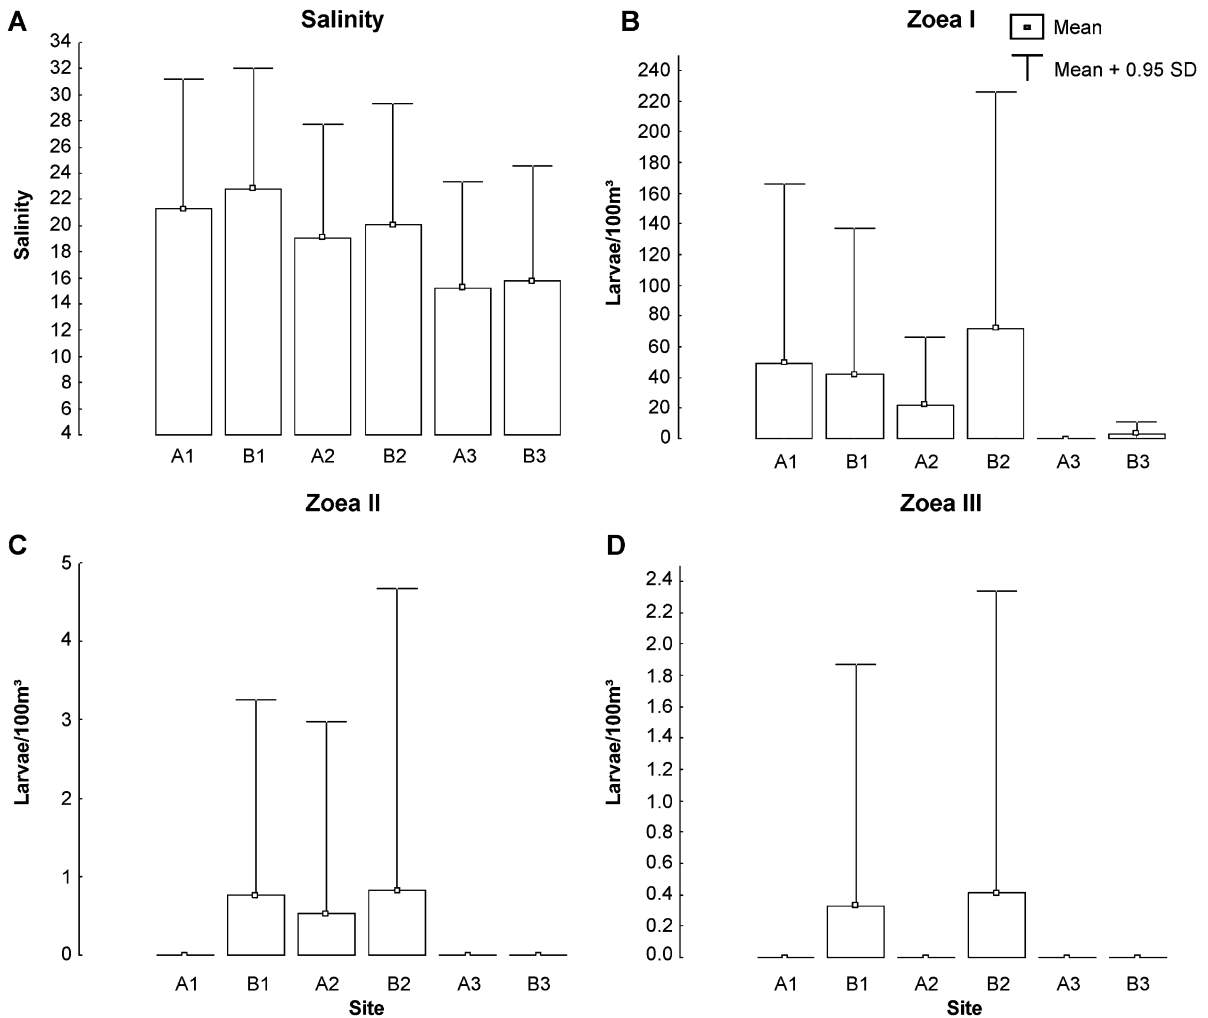 A
Salinity
34
32
30
28
26
24
22
20
18
16
14
12
10
8
6
4
Salinity
A1 B1 A2 B2 A3 B3
B
Zoea I
Mean
Mean + 0.95 SD
240
220
200
180
160
140
120
100
80
60
40
20
0
Larvae/100m³
A1 B1 A2 B2 A3 B3
C
Zoea II
5
4
3
2
1
0
Larvae/100m³
A1 B1 A2 B2 A3 B3
Site
D
Zoea III
2.4
2.2
2.0
1.8
1.6
1.4
1.2
1.0
0.8
0.6
0.4
0.2
0.0
Larvae/100m³
A1 B1 A2 B2 A3 B3
Site